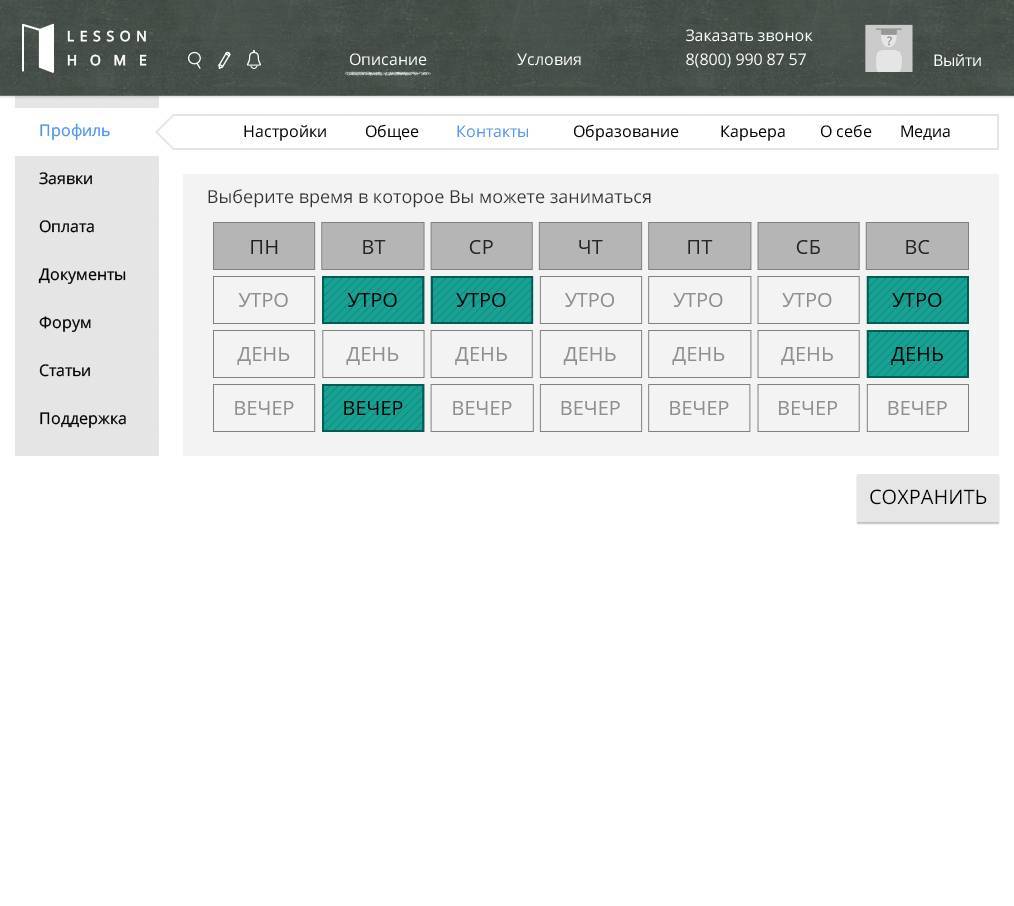 LESSON
HOME
Описание
Условия
Заказать звонок
8(800) 990 87 57
?
Выйти
Профиль
Заявки
Оплата
Документы
Форум
Статьи
Поддержка
Настройки Общее Контакты Образование Карьера О себе Медиа
Выберите время в которое Вы можете заниматься
ПН ВТ СР ЧТ ПТ СБ ВС
УТРО УТРО УТРО УТРО УТРО УТРО УТРО
ДЕНЬ ДЕНЬ ДЕНЬ ДЕНЬ ДЕНЬ ДЕНЬ ДЕНЬ
ВЕЧЕР ВЕЧЕР ВЕЧЕР ВЕЧЕР ВЕЧЕР ВЕЧЕР ВЕЧЕР
СОХРАНИТЬ